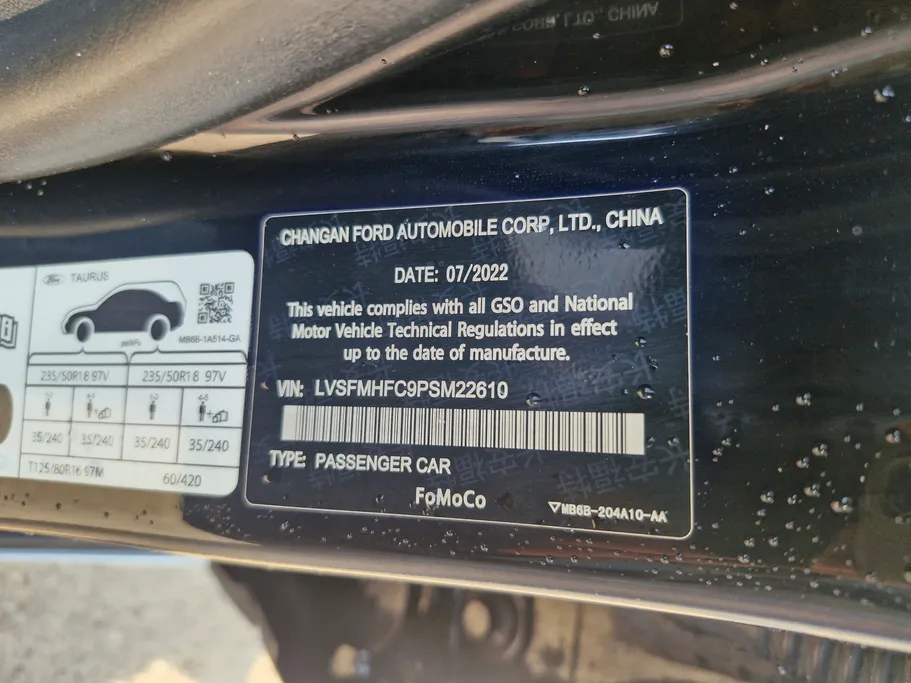 CHANGAN FORD AUTOMOBILE CORP, LTD., CHINA
DATE: 07/2022
This vehicle complies with all GSO and National
Motor Vehicle Technical Regulations in effect
up to the date of manufacture.
VIN: LVSFMHFC9PSM22610
TYPE: PASSENGER CAR
FoMoCo
MB6B-204A10-AA
Ford TAURUS
MB6B-1A514-GA
235/50R18 97V 235/50R18 97V
35/240 35/240 35/240 35/240
T125/80R16 97M 60/420